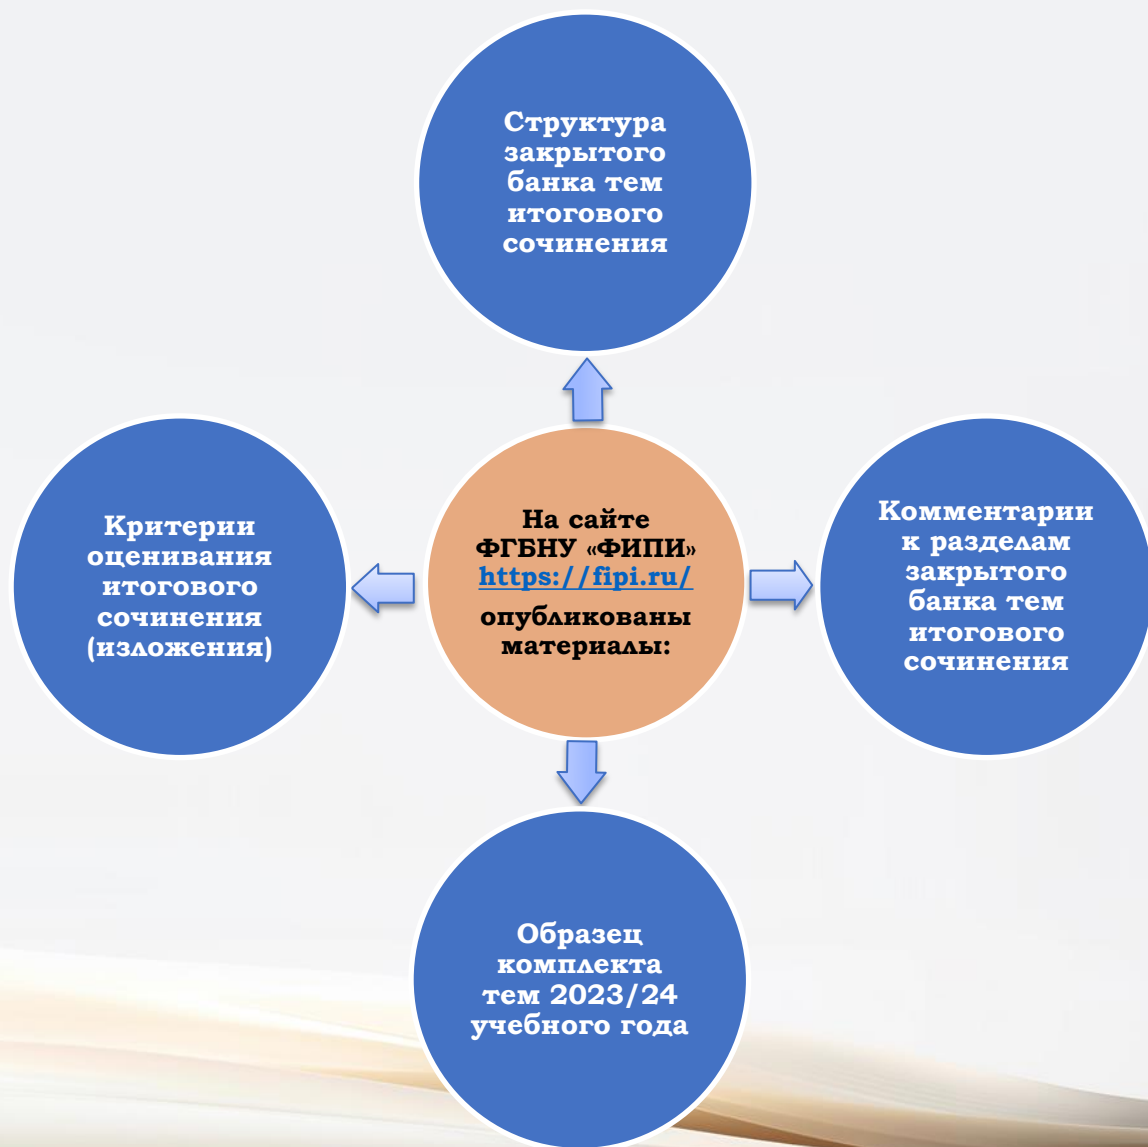 Структура
закрытого
банка тем
итогового
сочинения
Критерии
оценивания
итогового
сочинения
(изложения)
На сайте
ФГБНУ «ФИПИ»
https://fipi.ru/
опубликованы
материалы:
Комментарии
к разделам
закрытого
банка тем
итогового
сочинения
Образец
комплекта
тем 2023/24
учебного года